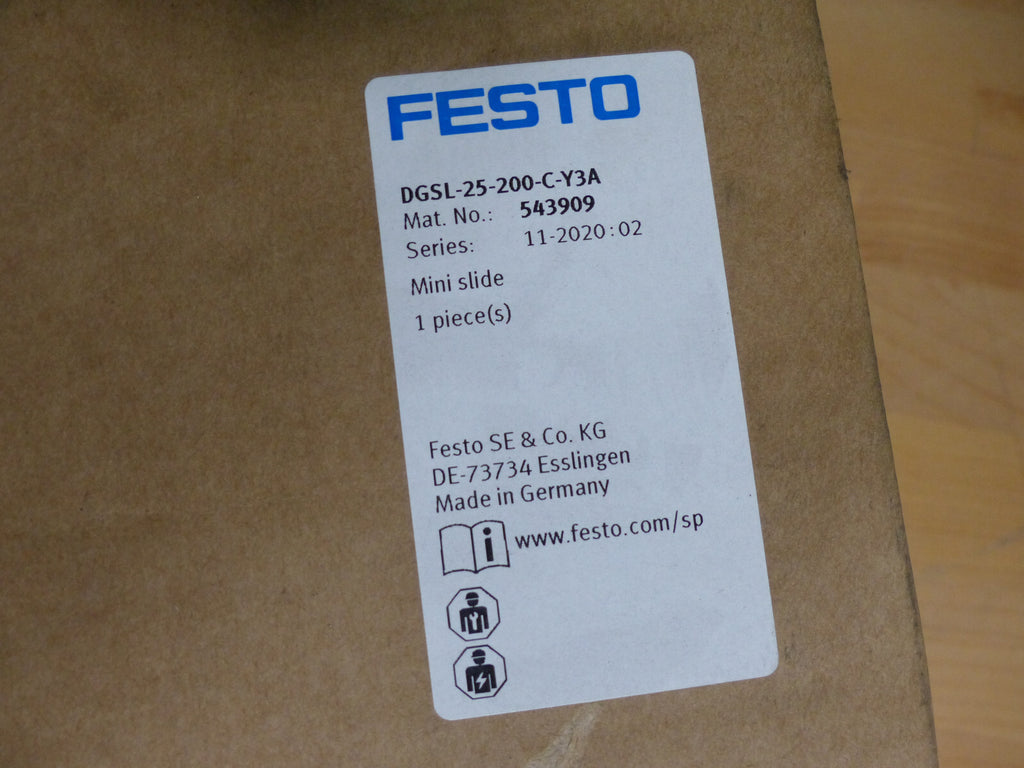 FESTO
DGSL-25-200-C-Y3A
Mat. No.: 543909
Series: 11-2020:02
Mini slide
1 piece(s)
Festo SE & Co. KG
DE-73734 Esslingen
Made in Germany
i www.festo.com/sp